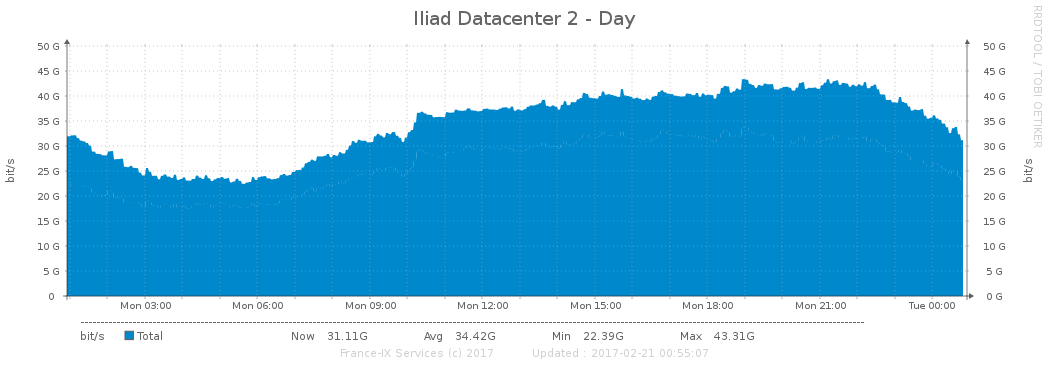 Iliad Datacenter 2 - Day
RRDTOOL / TOBI OETIKER
50 G 50 G
45 G 45 G
40 G 40 G
35 G 35 G
30 G 30 G
25 G 25 G
20 G 20 G
15 G 15 G
10 G 10 G
5 G 5 G
0 0 G
bit/s bit/s
Mon 03:00 Mon 06:00 Mon 09:00 Mon 12:00 Mon 15:00 Mon 18:00 Mon 21:00 Tue 00:00
bit/s Total Now 31.11G Avg 34.42G Min 22.39G Max 43.31G
France-IX Services (c) 2017 Updated : 2017-02-21 00:55:07